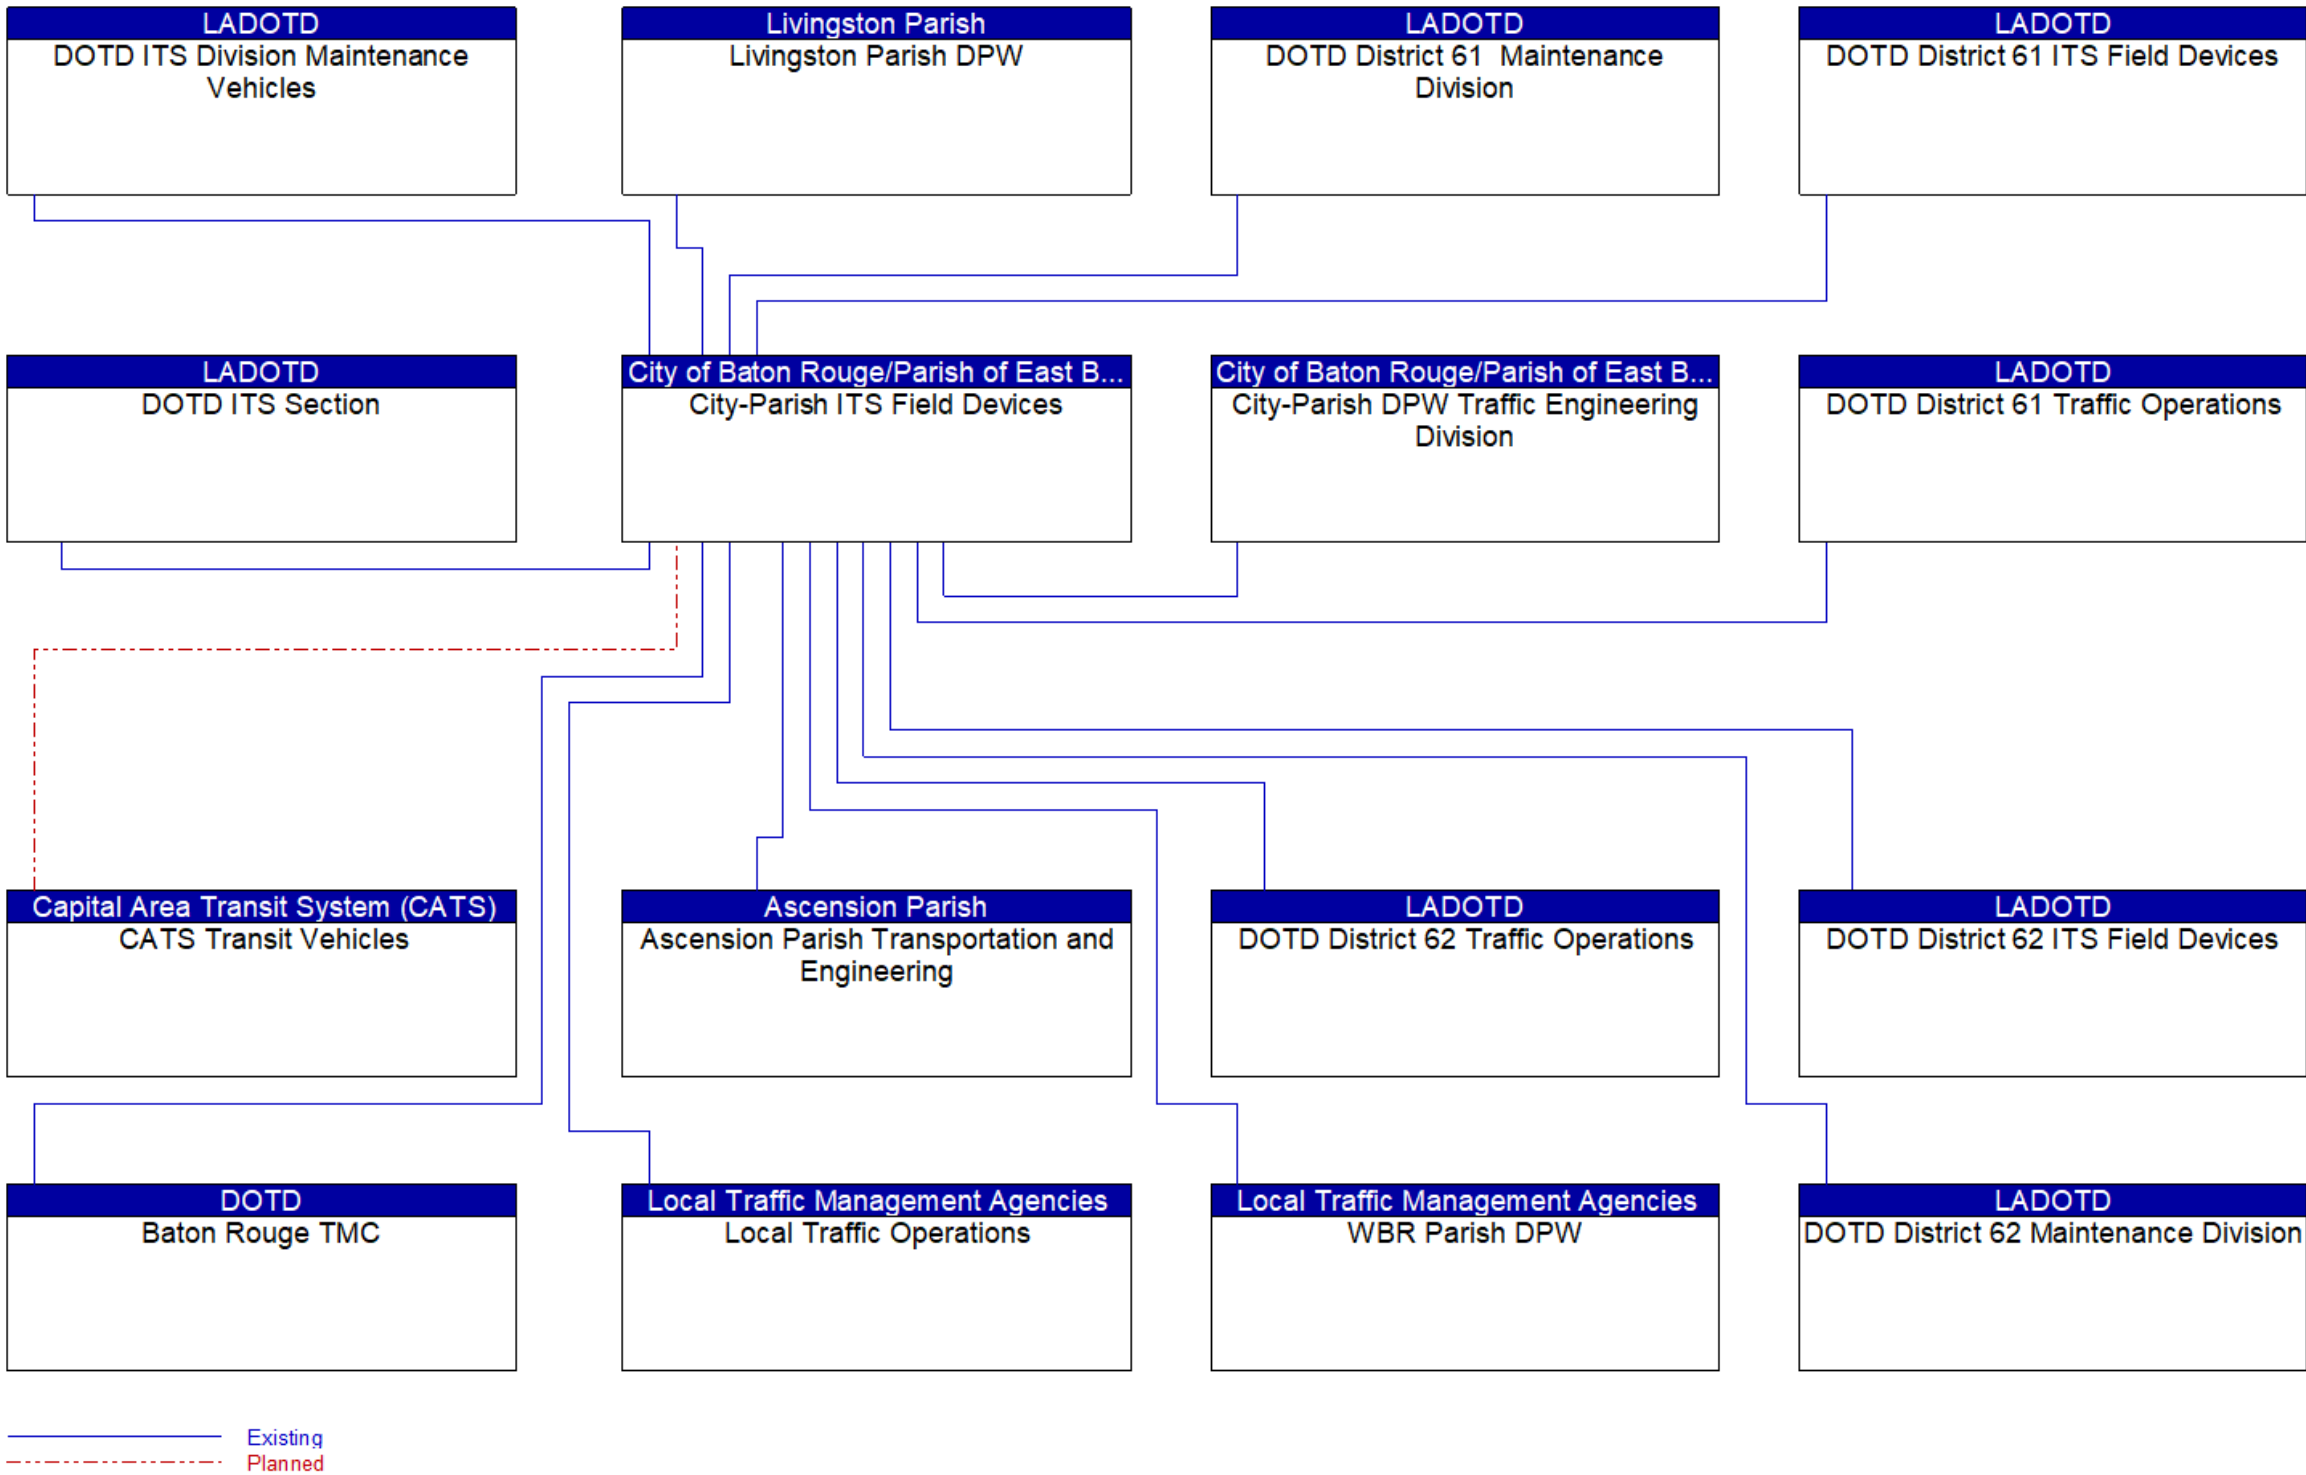 LADOTD
DOTD ITS Division Maintenance
Vehicles
Livingston Parish
Livingston Parish DPW
LADOTD
DOTD District 61  Maintenance
Division
LADOTD
DOTD District 61 ITS Field Devices
LADOTD
DOTD ITS Section
City of Baton Rouge/Parish of East B...
City-Parish ITS Field Devices
City of Baton Rouge/Parish of East B...
City-Parish DPW Traffic Engineering
Division
LADOTD
DOTD District 61 Traffic Operations
Capital Area Transit System (CATS)
CATS Transit Vehicles
Ascension Parish
Ascension Parish Transportation and
Engineering
LADOTD
DOTD District 62 Traffic Operations
LADOTD
DOTD District 62 ITS Field Devices
DOTD
Baton Rouge TMC
Local Traffic Management Agencies
Local Traffic Operations
Local Traffic Management Agencies
WBR Parish DPW
LADOTD
DOTD District 62 Maintenance Division
Existing
Planned